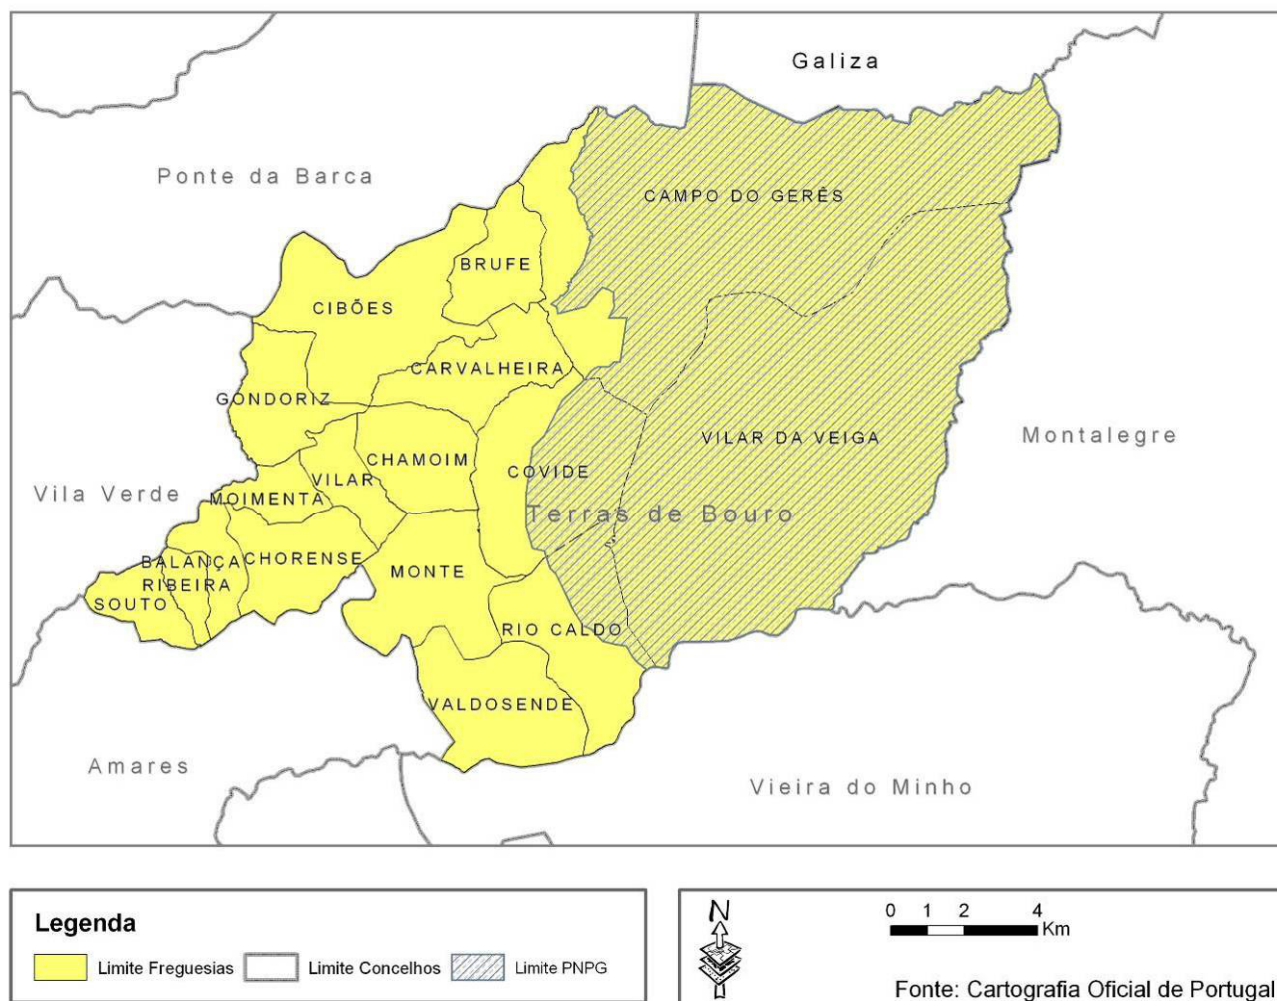 Galiza
Ponte da Barca
CAMPO DO GERÊS
BRUFE
CIBÕES
CARVALHEIRA
GONDORIZ
VILAR DA VEIGA
Montalegre
CHAMOIM
COVIDE
VILAR
Vila Verde
MOIMENTA
Terras de Bouro
BALANÇA
CHORENSE
MONTE
RIBEIRA
SOUTO
RIO CALDO
VALDOSENDE
Amares
Vieira do Minho
Legenda
Limite Freguesias
Limite Concelhos
Limite PNPG
N
0 1 2 4
Km
Fonte: Cartografia Oficial de Portugal